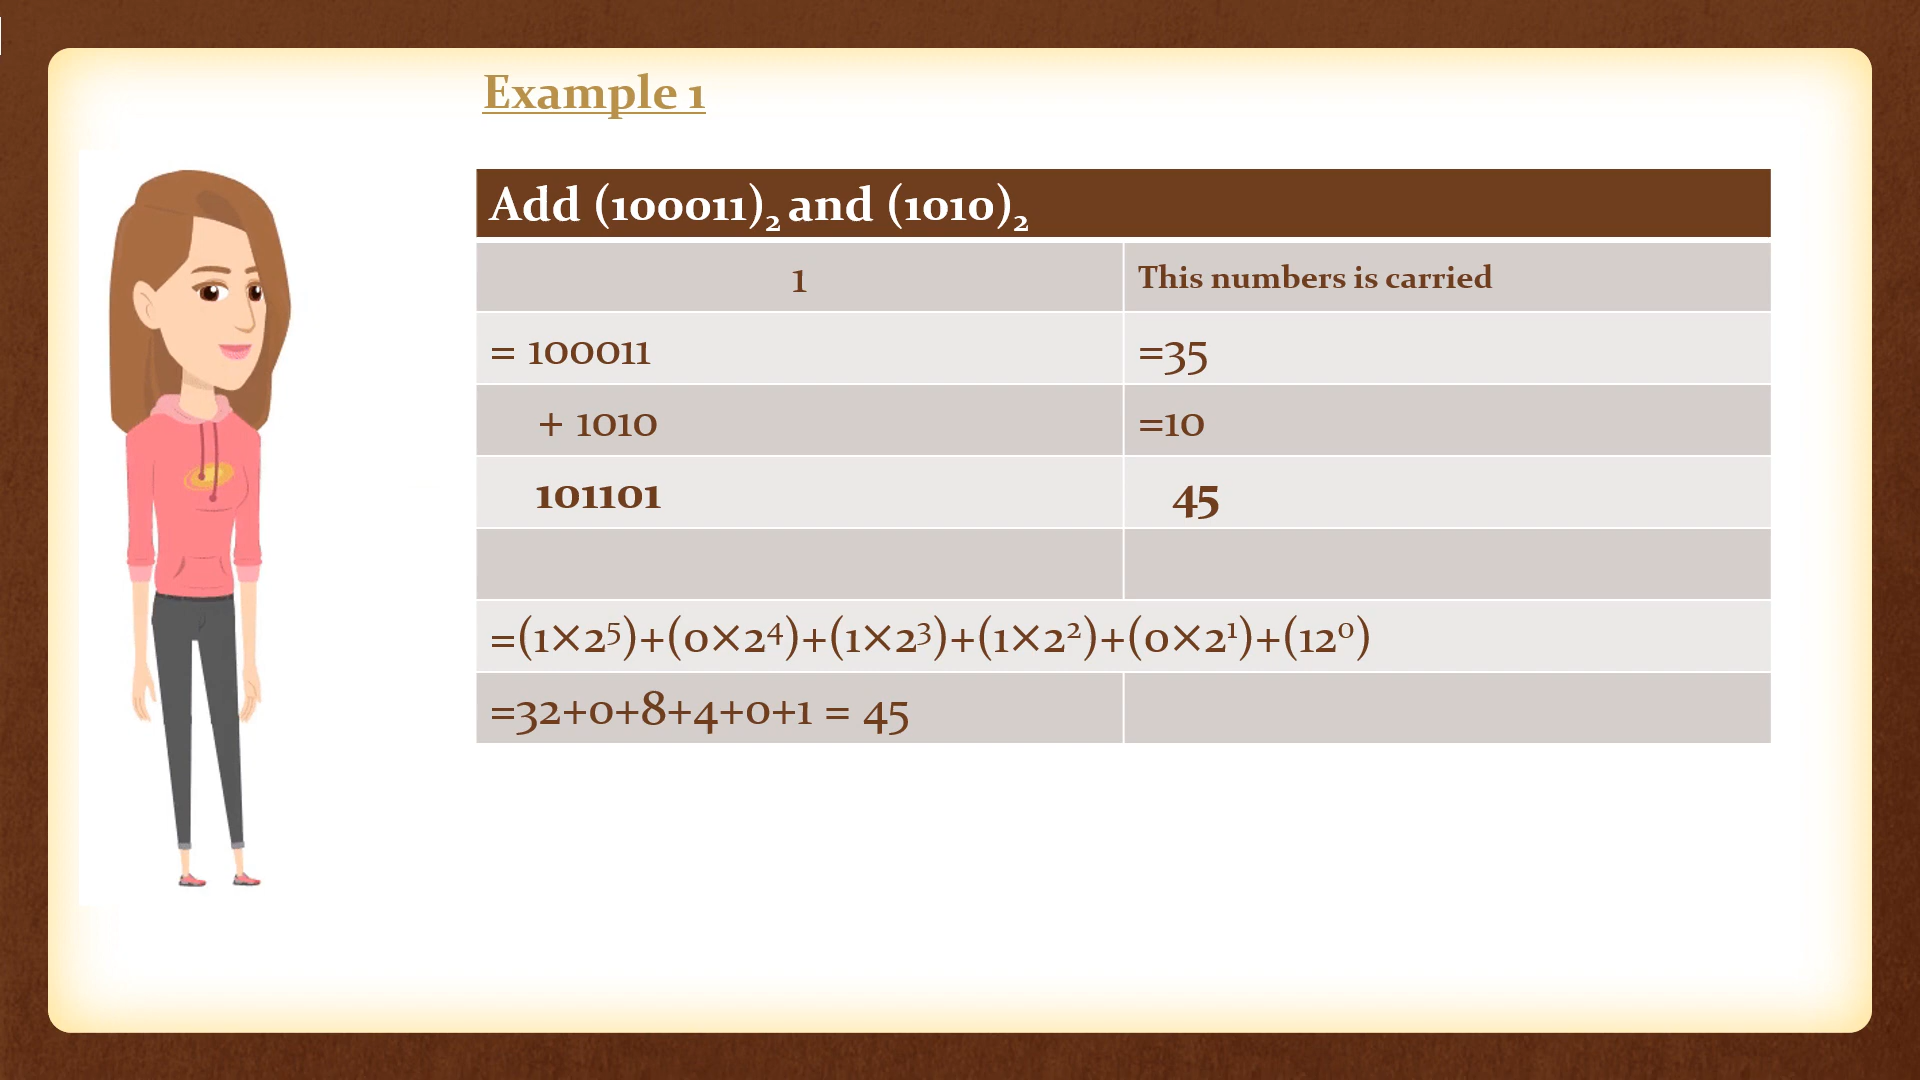 Example 1
Add (100011)₂ and (1010)₂
1 This numbers is carried
= 100011 =35
+ 1010 =10
101101 45
=(1×2⁵)+(0×2⁴)+(1×2³)+(1×2²)+(0×2¹)+(12⁰)
=32+0+8+4+0+1 = 45